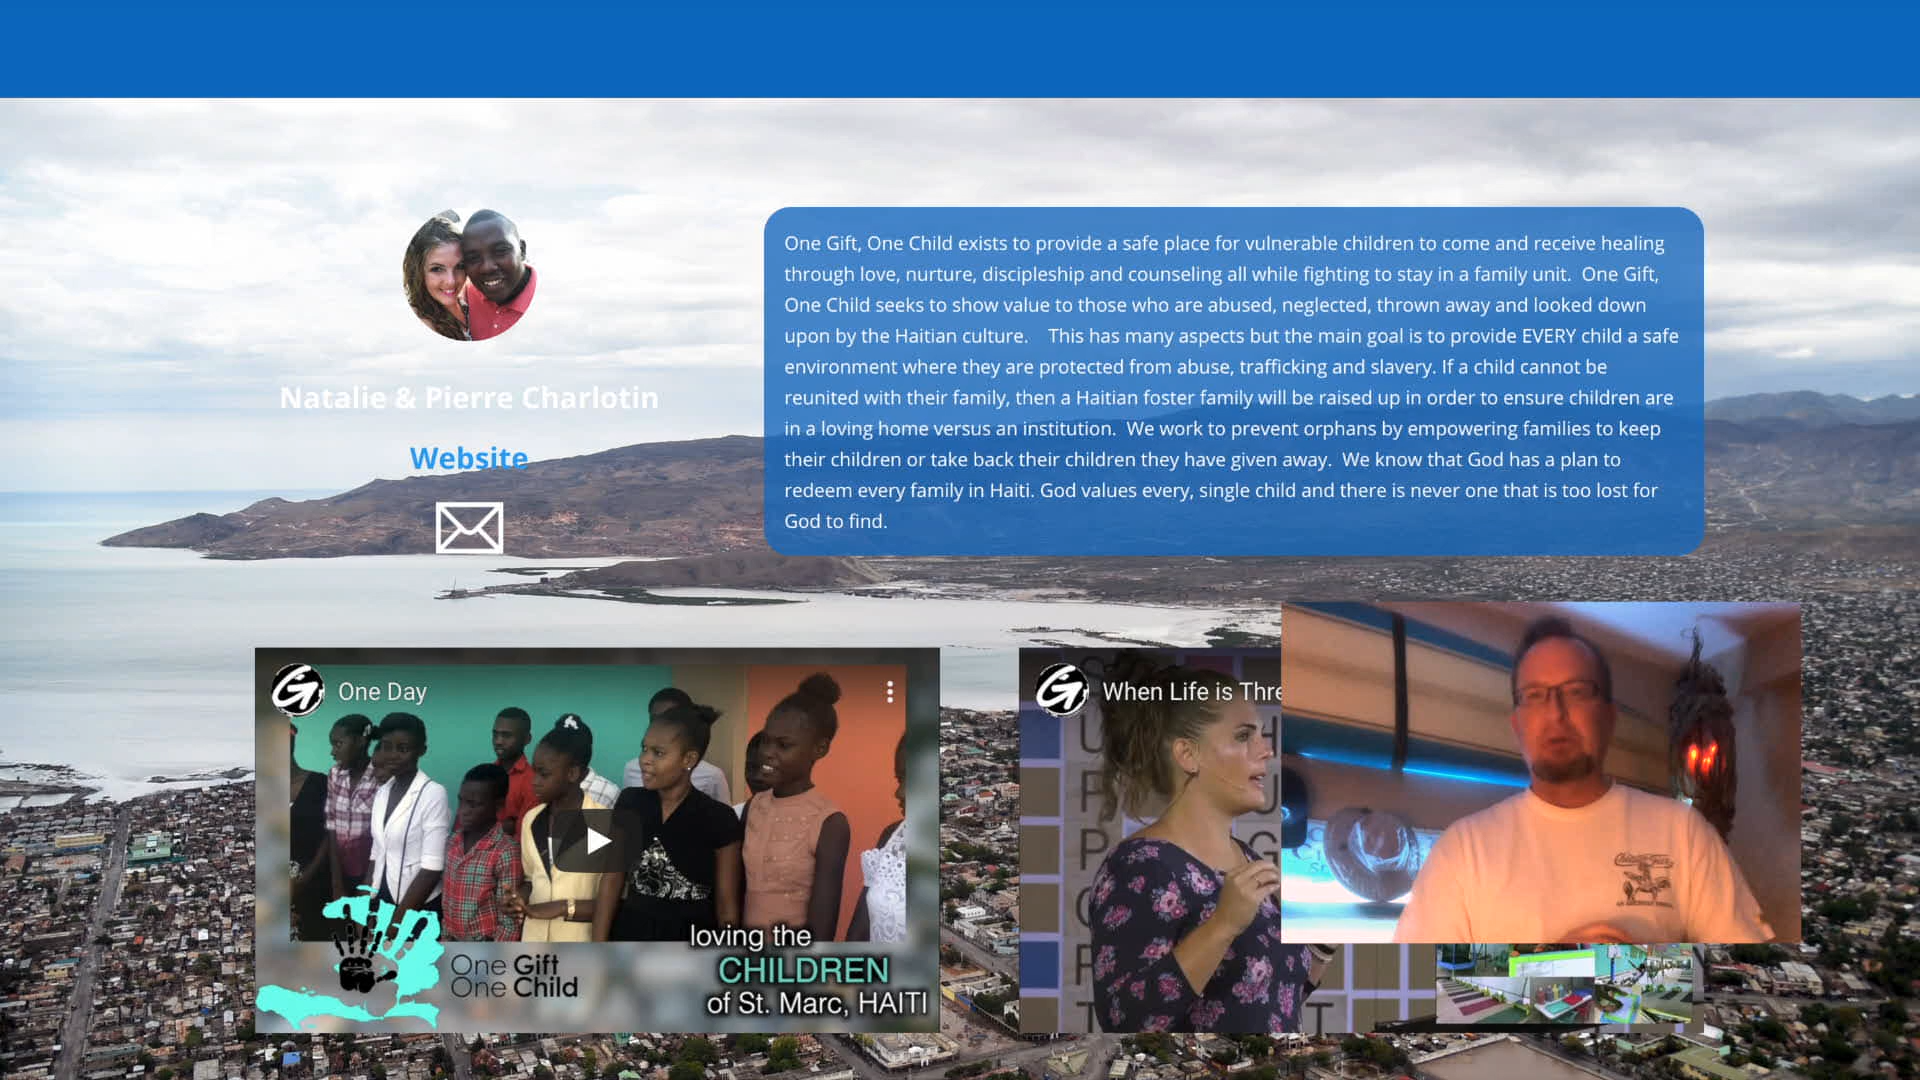 One Gift, One Child exists to provide a safe place for vulnerable children to come and receive healing
through love, nurture, discipleship and counseling all while fighting to stay in a family unit.  One Gift,
One Child seeks to show value to those who are abused, neglected, thrown away and looked down
upon by the Haitian culture.    This has many aspects but the main goal is to provide EVERY child a safe
environment where they are protected from abuse, trafficking and slavery. If a child cannot be
reunited with their family, then a Haitian foster family will be raised up in order to ensure children are
in a loving home versus an institution.  We work to prevent orphans by empowering families to keep
their children or take back their children they have given away.  We know that God has a plan to
redeem every family in Haiti. God values every, single child and there is never one that is too lost for
God to find.
Natalie & Pierre Charlotin
Website
One Day
One Gift
One Child
loving the
CHILDREN
of St. Marc, HAITI
When Life is